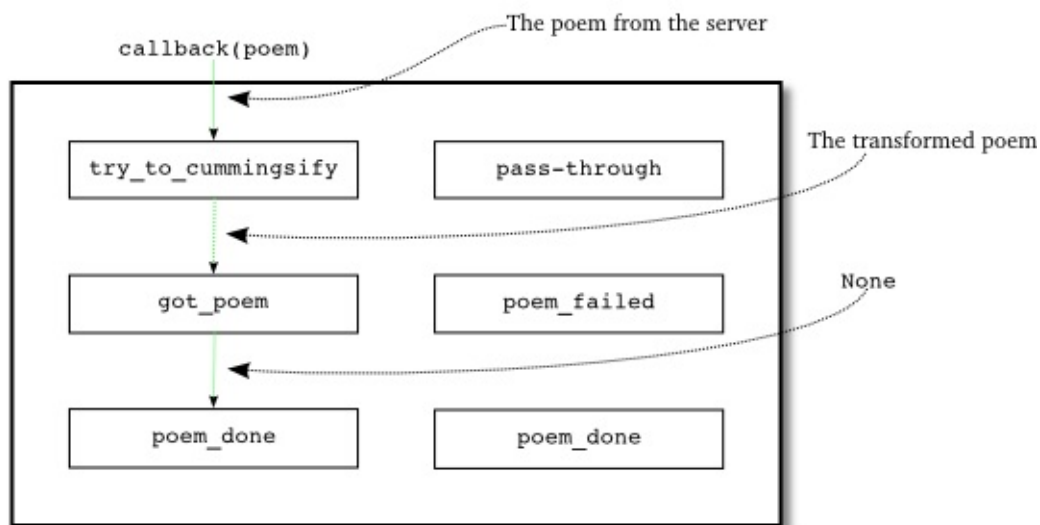 The poem from the server
callback(poem)
The transformed poem
try_to_cummingsify
pass-through
None
got_poem
poem_failed
poem_done
poem_done